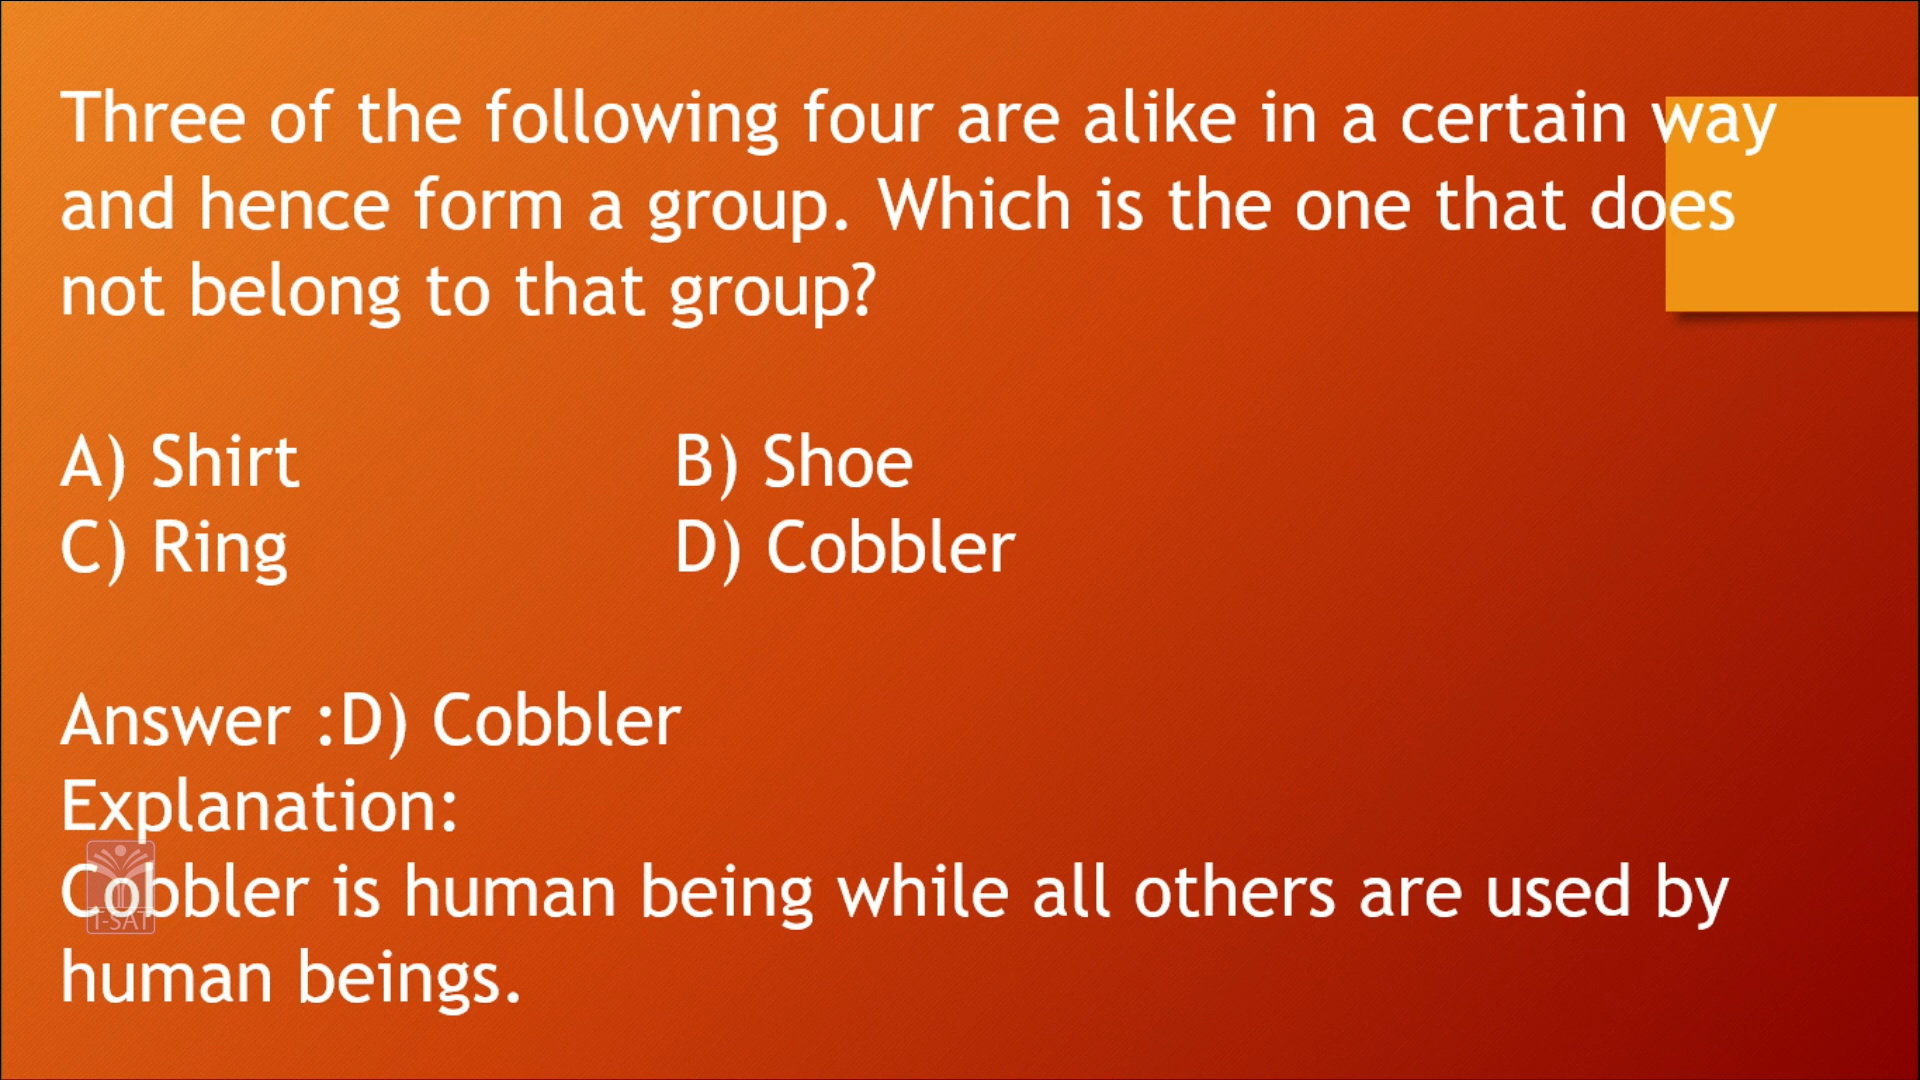 Three of the following four are alike in a certain way
and hence form a group. Which is the one that does
not belong to that group?
A) Shirt B) Shoe
C) Ring D) Cobbler
Answer :D) Cobbler
Explanation:
Cobbler is human being while all others are used by
human beings.
T-SAT